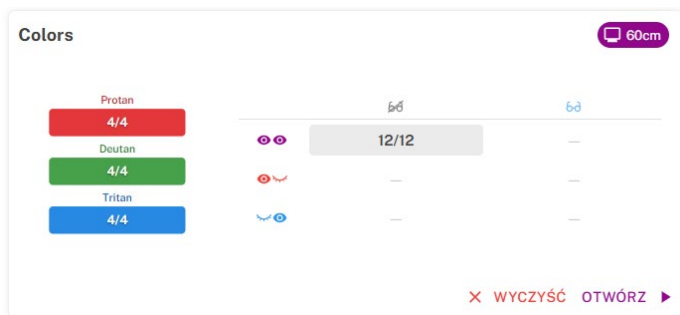 Colors
60cm
Protan
4/4
Deutan
4/4
Tritan
4/4
12/12
—
—
—
—
—
WYCZYŚĆ OTWÓRZ